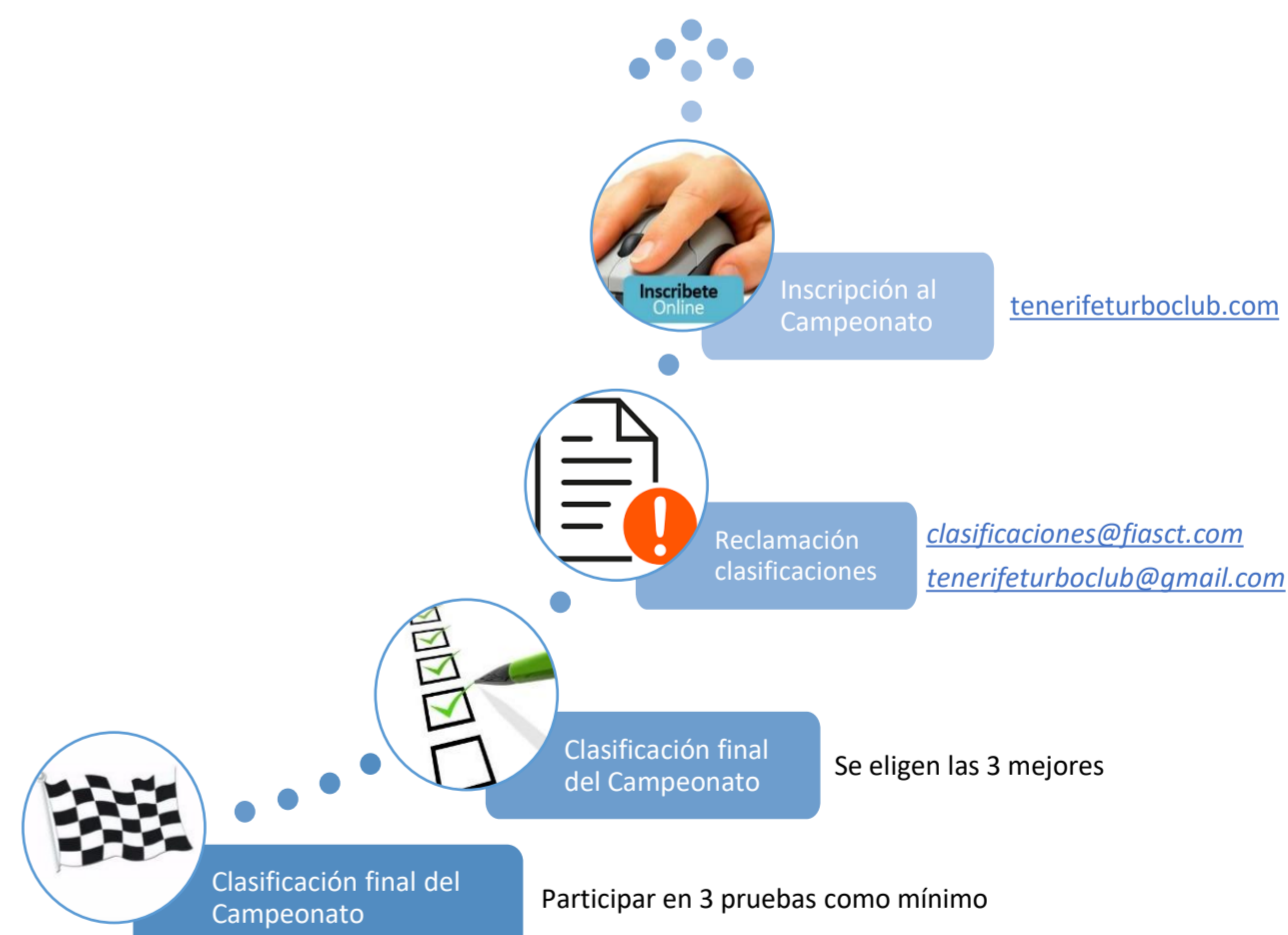 Inscribete
Online
Inscripción al
Campeonato
tenerifeturboclub.com
Reclamación
clasificaciones
clasificaciones@fiasct.com
tenerifeturboclub@gmail.com
Clasificación final
del Campeonato
Se eligen las 3 mejores
Clasificación final del
Campeonato
Participar en 3 pruebas como mínimo